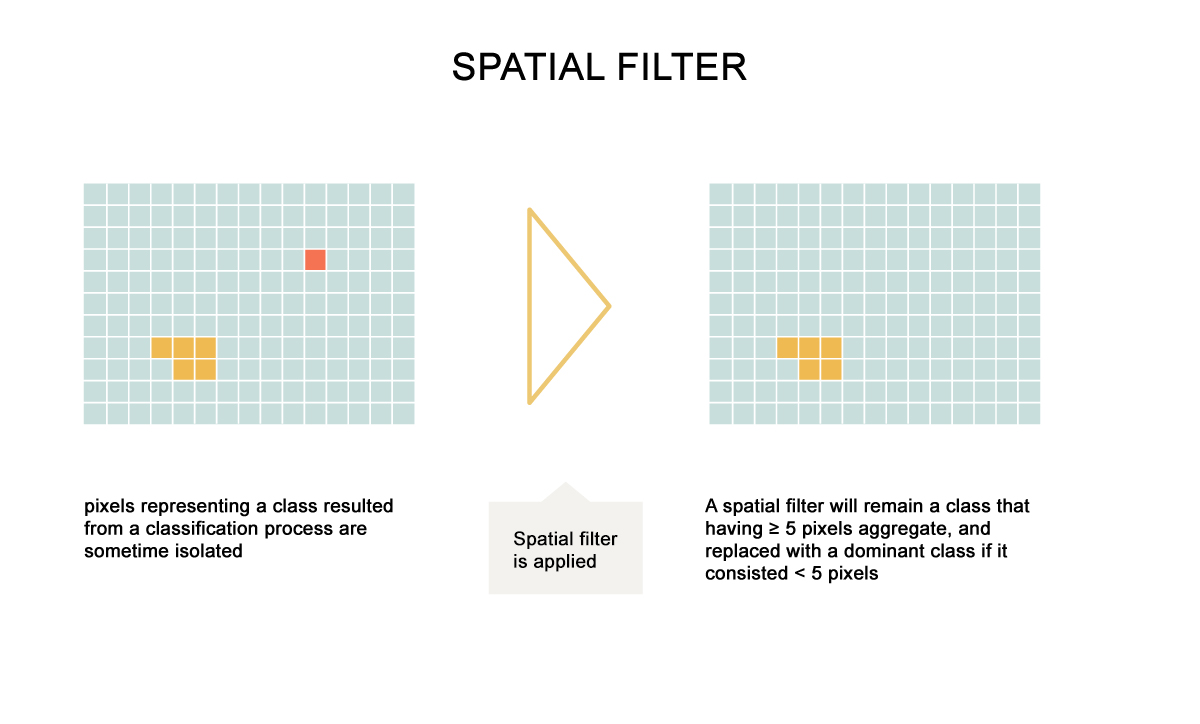 SPATIAL FILTER
pixels representing a class resulted
from a classification process are
sometime isolated
Spatial filter
is applied
A spatial filter will remain a class that
having ≥ 5 pixels aggregate, and
replaced with a dominant class if it
consisted < 5 pixels